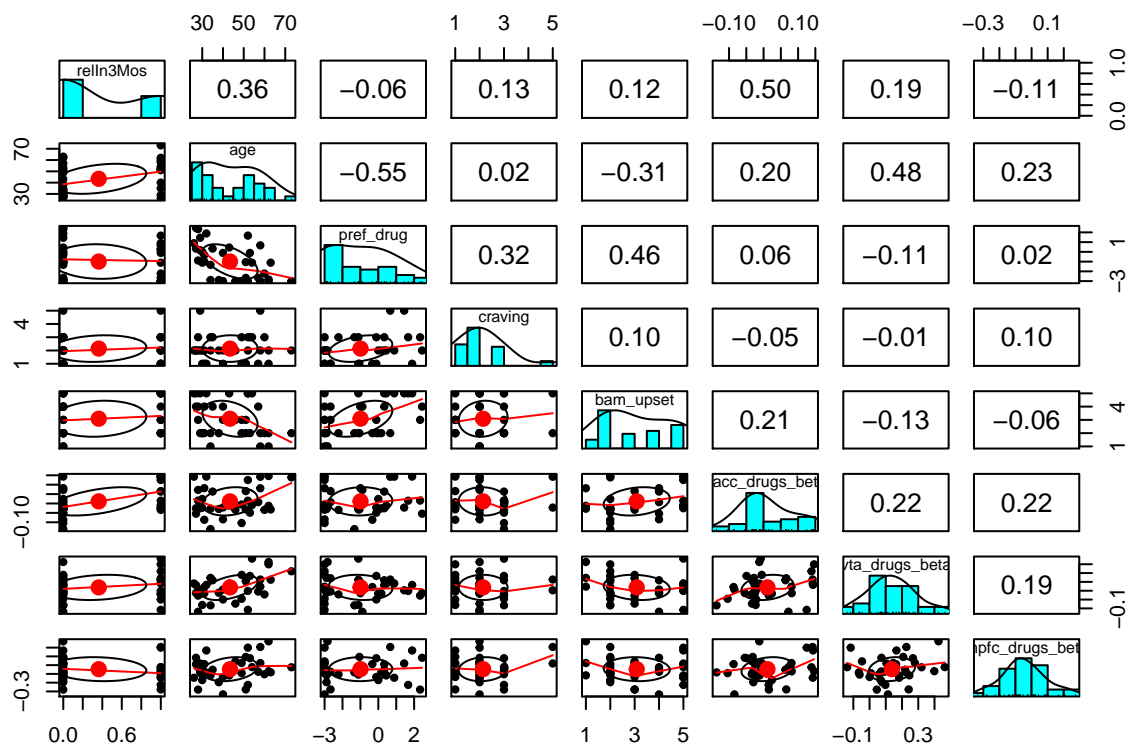 30 50 70 1 3 5 −0.10 0.10 −0.3 0.1
relIn3Mos 0.36 −0.06 0.13 0.12 0.50 0.19 −0.11 0.0 1.0
30 70 age −0.55 0.02 −0.31 0.20 0.48 0.23
pref_drug 0.32 0.46 0.06 −0.11 0.02 −3 1
1 4 craving 0.10 −0.05 −0.01 0.10
bam_upset 0.21 −0.13 −0.06 1 4
−0.10 acc_drugs_bet 0.22 0.22
vta_drugs_beta 0.19 −0.1
−0.3 npfc_drugs_bet
0.0 0.6 −3 0 2 1 3 5 −0.1 0.3